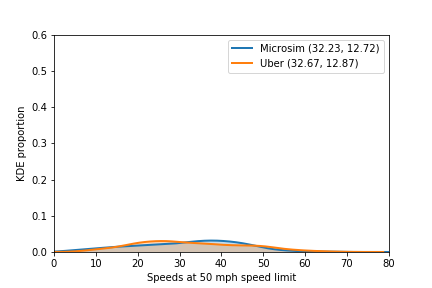 0.6
0.5
0.4
0.3
0.2
0.1
0.0
KDE proportion
Microsim (32.23, 12.72)
Uber (32.67, 12.87)
0 10 20 30 40 50 60 70 80
Speeds at 50 mph speed limit